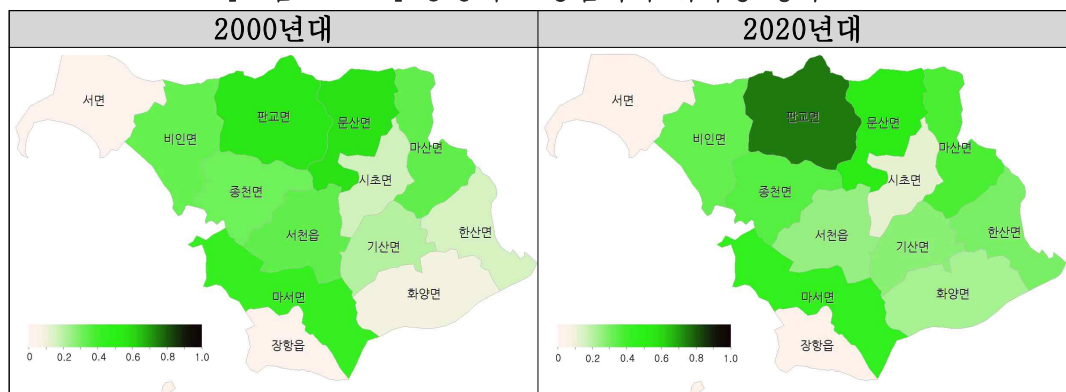 2000년대
2020년대
서면
판교면
문산면
비인면
마산면
시초면
종천면
한산면
서천읍
기산면
화양면
마서면
장항읍
0 0.2 0.4 0.6 0.8 1.0
서면
판교면
문산면
비인면
마산면
시초면
종천면
한산면
서천읍
기산면
화양면
마서면
장항읍
0 0.2 0.4 0.6 0.8 1.0